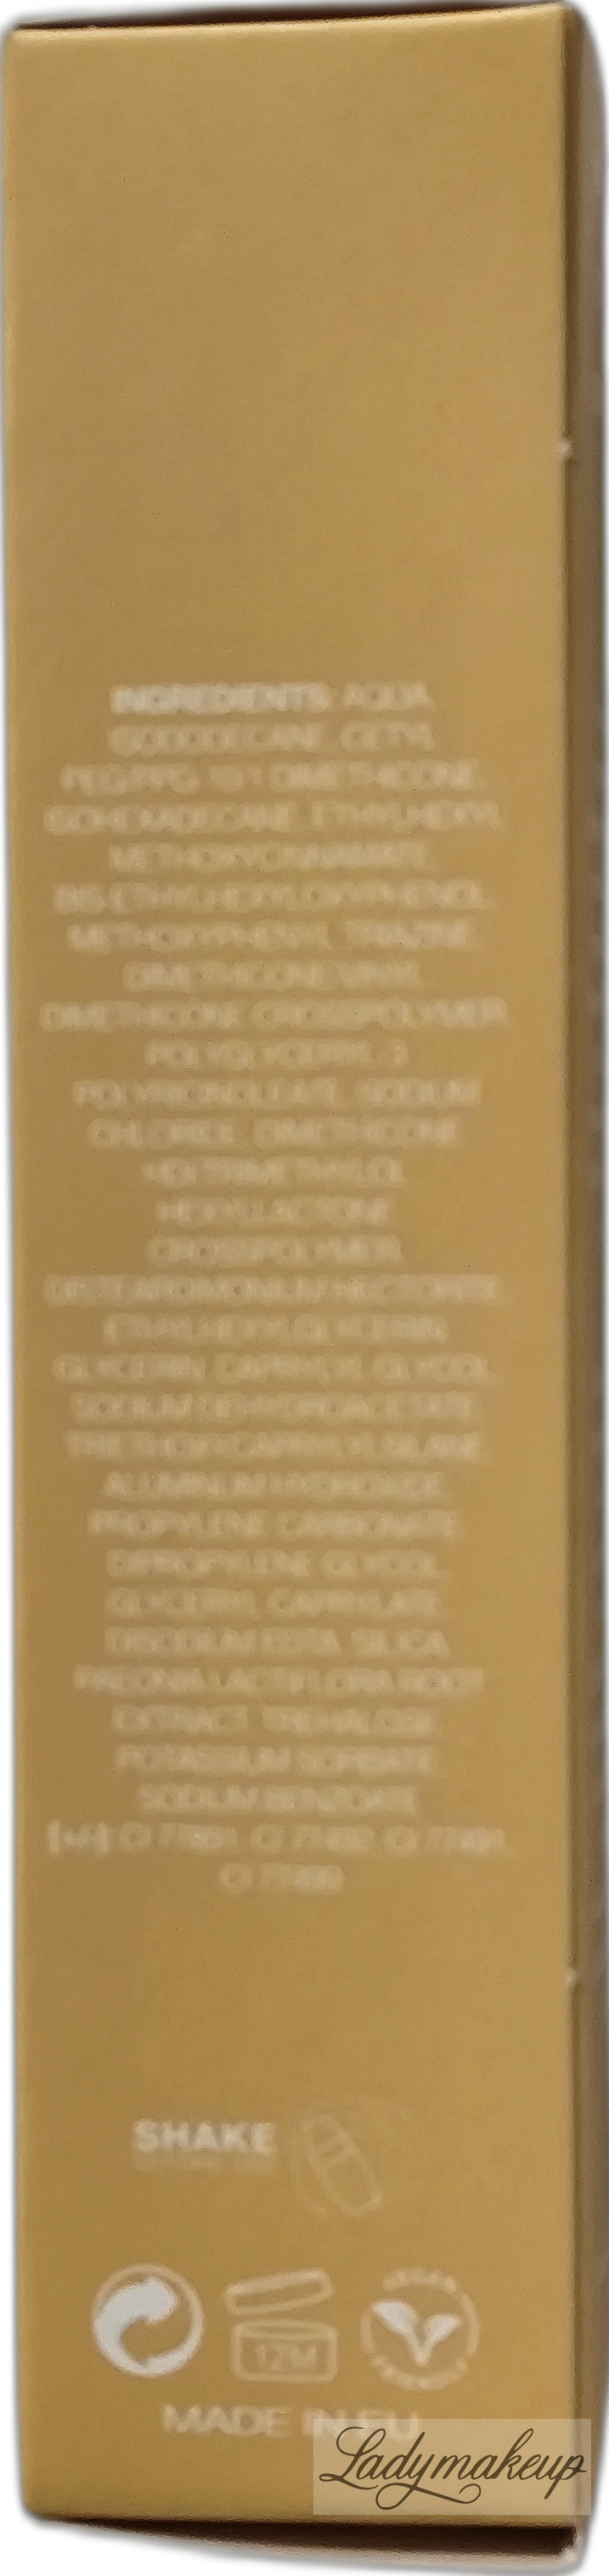 INGREDIENTS: AQUA,
ISODODECANE, CETYL
PEG/PPG-10/1 DIMETHICONE,
ISOHEXADECANE, ETHYLHEXYL
METHOXYCINNAMATE,
BIS-ETHYLHEXYLOXYPHENOL
METHOXYPHENYL TRIAZINE,
DIMETHICONE/VINYL
DIMETHICONE CROSSPOLYMER,
POLYGLYCERYL-3
SODIUM
CHLORIDE, DIMETHICONE
HDI/TRIMETHYLOL
HEXYLLACTONE
CROSSPOLYMER,
DISTEARDIMONIUM HECTORITE,
ETHYLHEXYLGLYCERIN,
GLYCERIN, CAPRYLYL GLYCOL,
SODIUM DEHYDROACETATE,
TRIETHOXYCAPRYLYLSILANE,
ALUMINUM HYDROXIDE,
PROPYLENE CARBONATE,
DIPROPYLENE GLYCOL,
GLYCERYL CAPRYLATE,
DISODIUM EDTA, SILICA,
PAEONIA LACTIFLORA ROOT
EXTRACT, TREHALOSE,
POTASSIUM SORBATE,
SODIUM BENZOATE
[+/-]: CI 77891, CI 77492, CI 77491,
CI 77499
SHAKE
12M
VEGAN
FRIENDLY
MADE IN EU
Ladymakeup